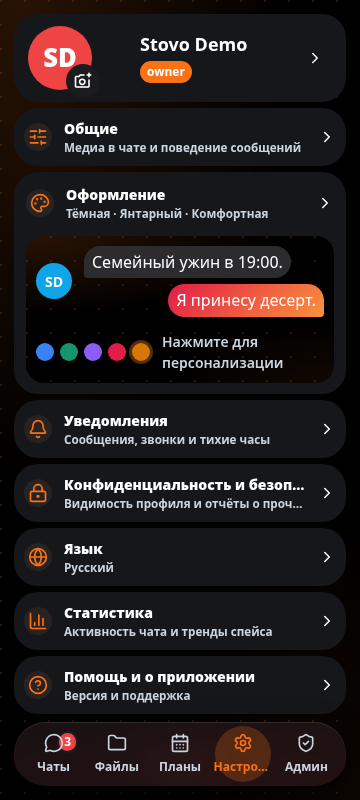 SD
Stovo Demo
owner
Общие
Медиа в чате и поведение сообщений
Оформление
Тёмная · Янтарный · Комфортная
Семейный ужин в 19:00.
SD
Я принесу десерт.
Нажмите для
персонализации
Уведомления
Сообщения, звонки и тихие часы
Конфиденциальность и безоп...
Видимость профиля и отчёты о проч...
Язык
Русский
Статистика
Активность чата и тренды спейса
Помощь и о приложении
Версия и поддержка
3
Чаты Файлы Планы Настро... Админ